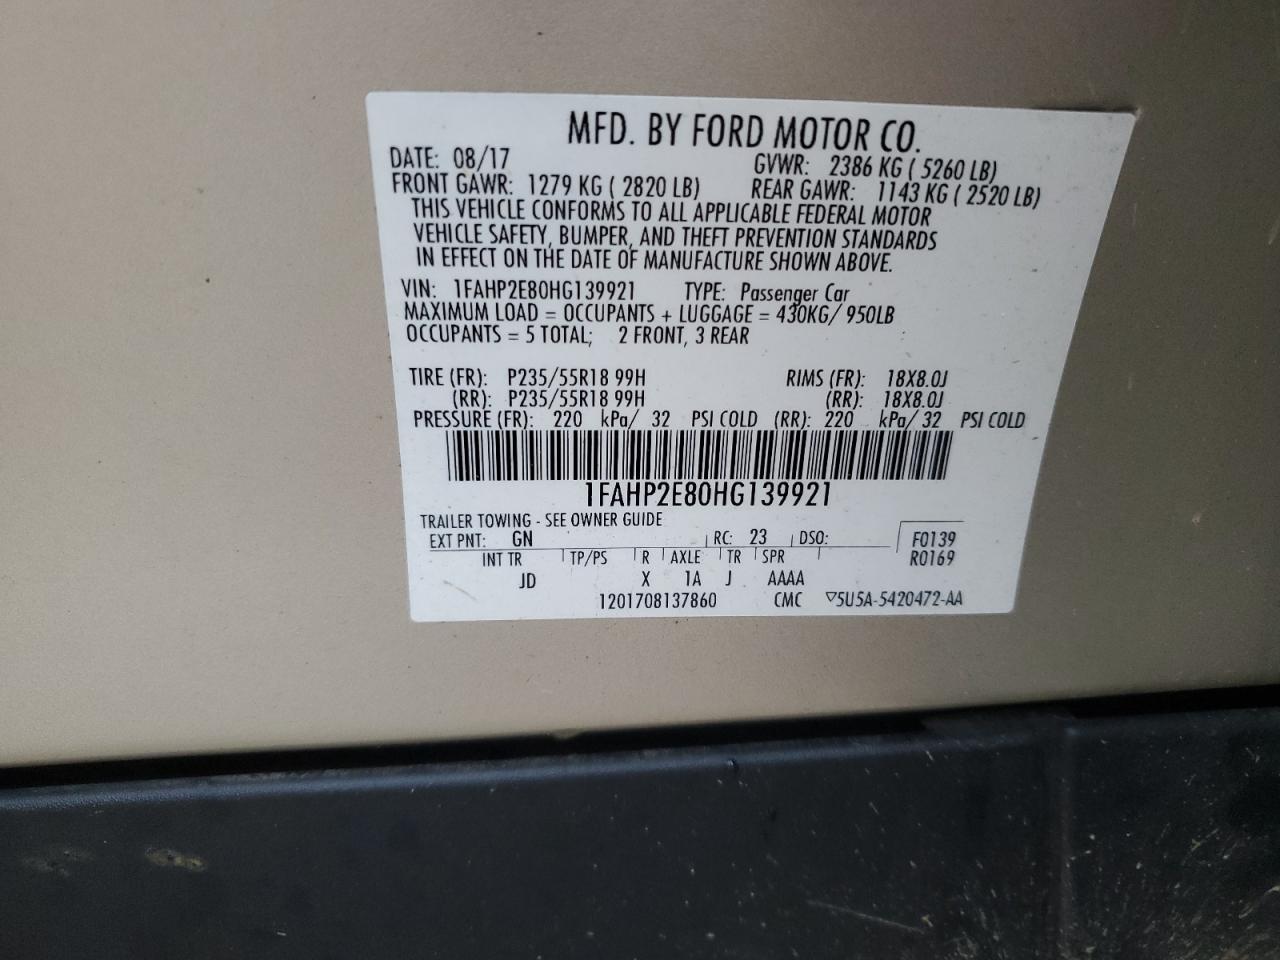 MFD. BY FORD MOTOR CO.
DATE: 08/17 GVWR: 2386 KG ( 5260 LB)
FRONT GAWR: 1279 KG ( 2820 LB) REAR GAWR: 1143 KG ( 2520 LB)
THIS VEHICLE CONFORMS TO ALL APPLICABLE FEDERAL MOTOR
VEHICLE SAFETY, BUMPER, AND THEFT PREVENTION STANDARDS
IN EFFECT ON THE DATE OF MANUFACTURE SHOWN ABOVE.
VIN: 1FAHP2E80HG139921 TYPE: Passenger Car
MAXIMUM LOAD = OCCUPANTS + LUGGAGE = 430KG/ 950LB
OCCUPANTS = 5 TOTAL; 2 FRONT, 3 REAR
TIRE (FR): P235/55R18 99H RIMS (FR): 18X8.0J
(RR): P235/55R18 99H (RR): 18X8.0J
PRESSURE (FR): 220 kPa/ 32 PSI COLD (RR): 220 kPa/ 32 PSI COLD
1FAHP2E80HG139921
TRAILER TOWING - SEE OWNER GUIDE
EXT PNT: GN RC: 23 DSO: F0139
INT TR TP/PS R AXLE TR SPR R0169
JD X 1A J AAAA
1201708137860 CMC ▽5U5A-5420472-AA